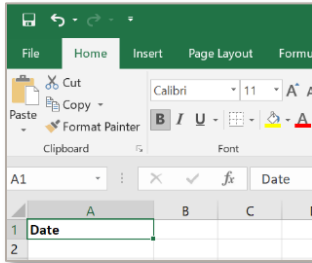 File Home Insert Page Layout Formu
Cut
Copy
Format Painter
Paste
Calibri 11 A A
B I U A
Clipboard Font
A1 fx Date
A B C
1 Date
2